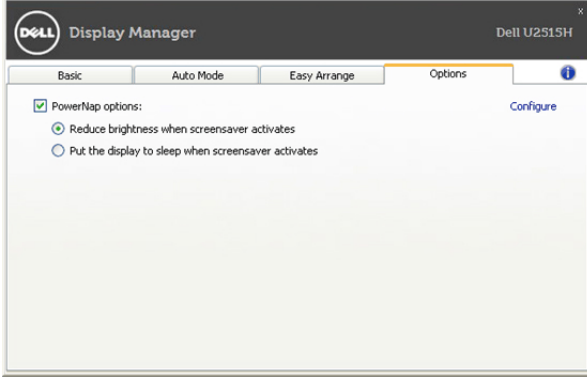 x
DELL Display Manager Dell U2515H
Basic Auto Mode Easy Arrange Options i
PowerNap options: Configure
Reduce brightness when screensaver activates
Put the display to sleep when screensaver activates